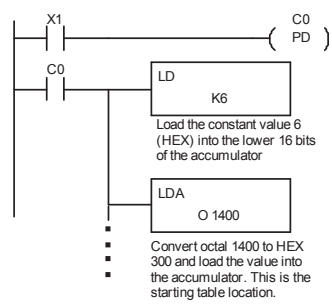 X1
C0
PD
C0
LD
K6
Load the constant value 6
(HEX) into the lower 16 bits
of the accumulator
LDA
O 1400
Convert octal 1400 to HEX
300 and load the value into
the accumulator. This is the
starting table location.